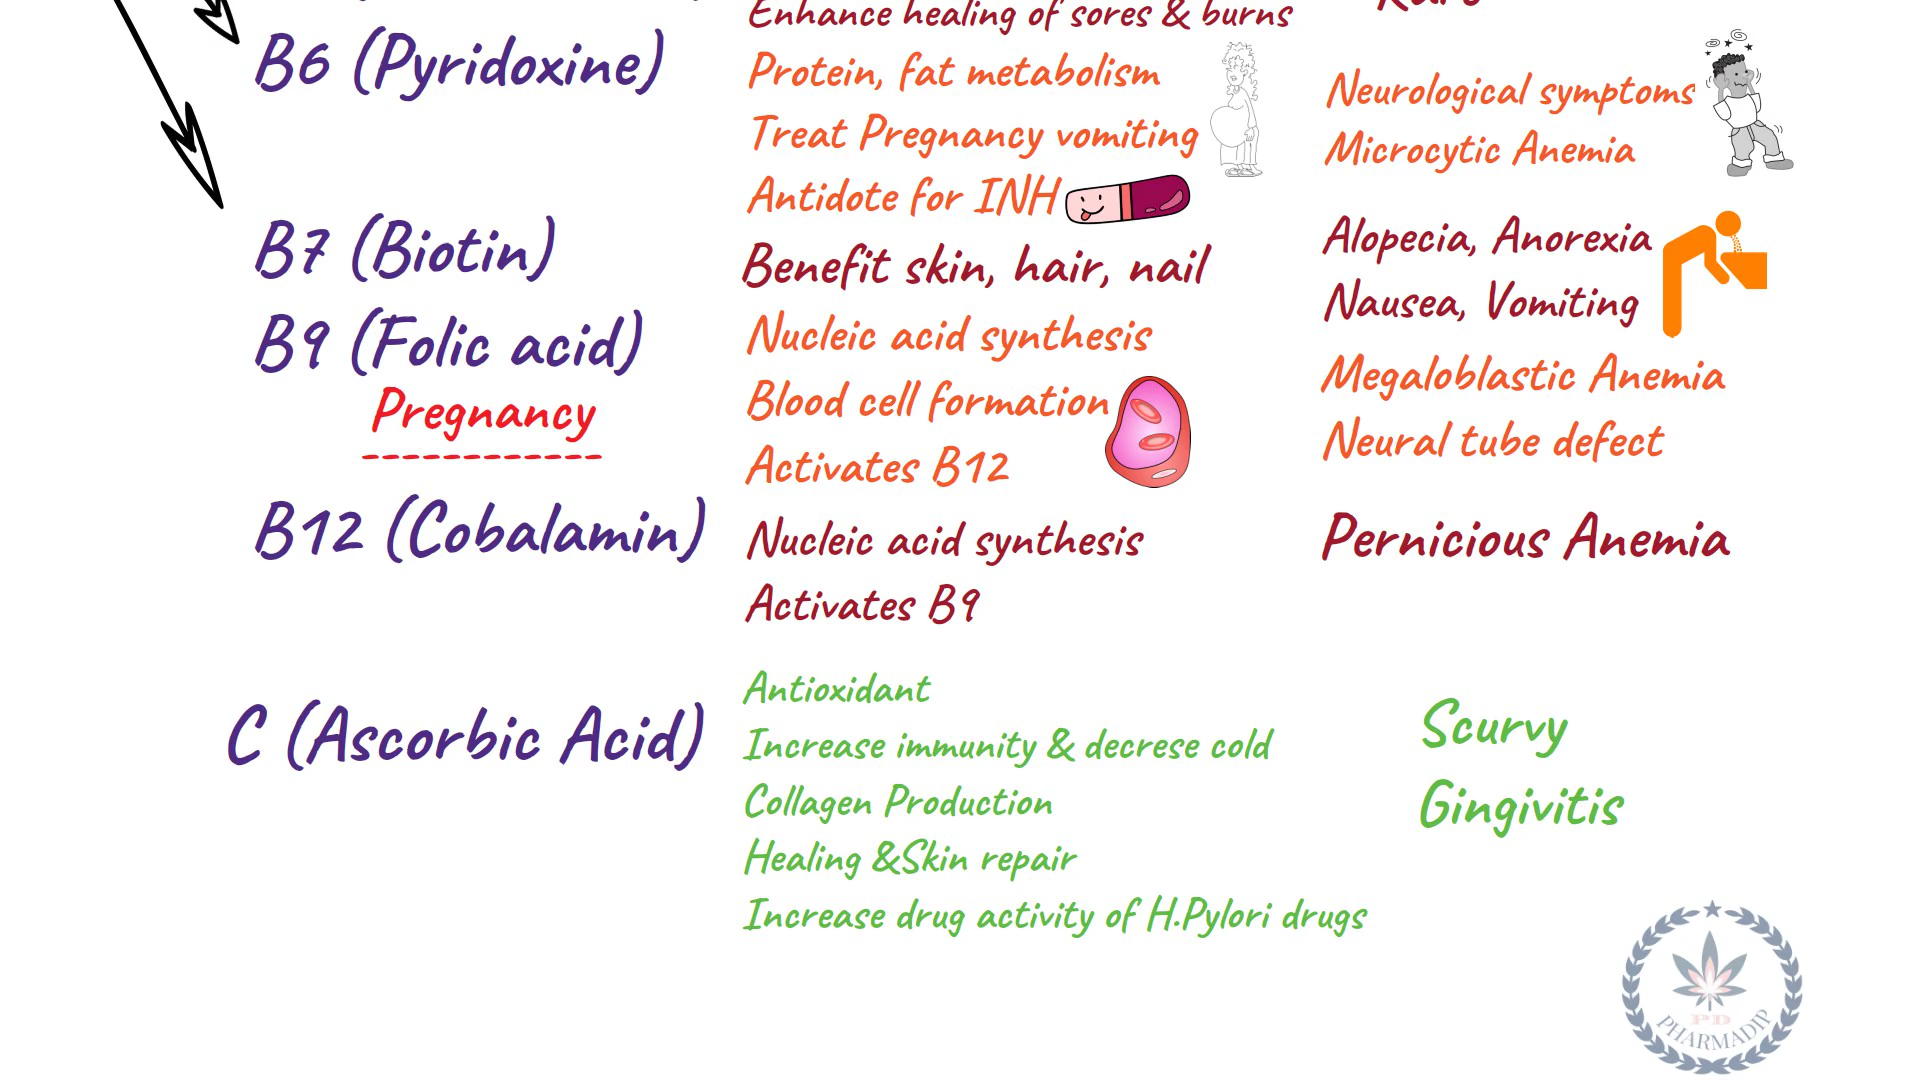 Enhance healing of sores & burns
B6 (Pyridoxine)
Protein, fat metabolism
Treat Pregnancy vomiting
Antidote for INH
Neurological symptoms
Microcytic Anemia
B7 (Biotin)
Benefit skin, hair, nail
Alopecia, Anorexia
Nausea, Vomiting
B9 (Folic acid)
Pregnancy
Nucleic acid synthesis
Blood cell formation
Activates B12
Megaloblastic Anemia
Neural tube defect
B12 (Cobalamin)
Nucleic acid synthesis
Activates B9
Pernicious Anemia
C (Ascorbic Acid)
Antioxidant
Increase immunity & decrese cold
Collagen Production
Healing &Skin repair
Increase drug activity of H.Pylori drugs
Scurvy
Gingivitis
PD
PHARMADIP